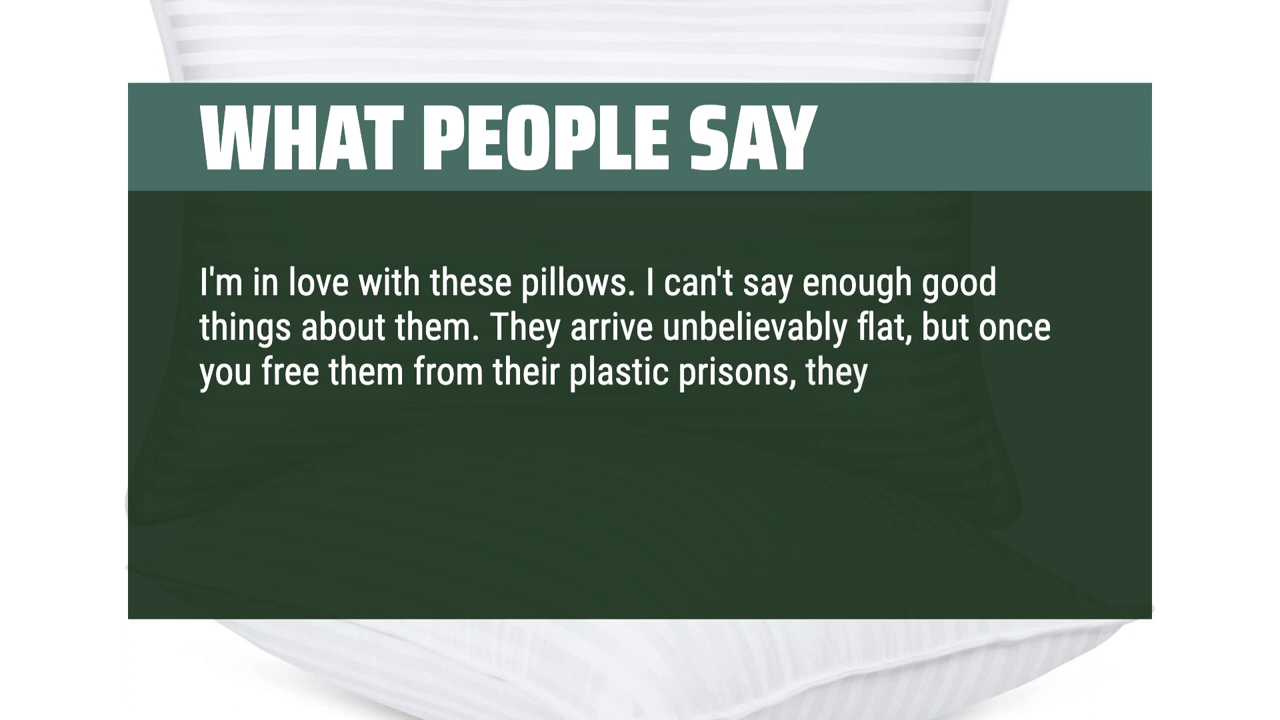 WHAT PEOPLE SAY
I'm in love with these pillows. I can't say enough good
things about them. They arrive unbelievably flat, but once
you free them from their plastic prisons, they